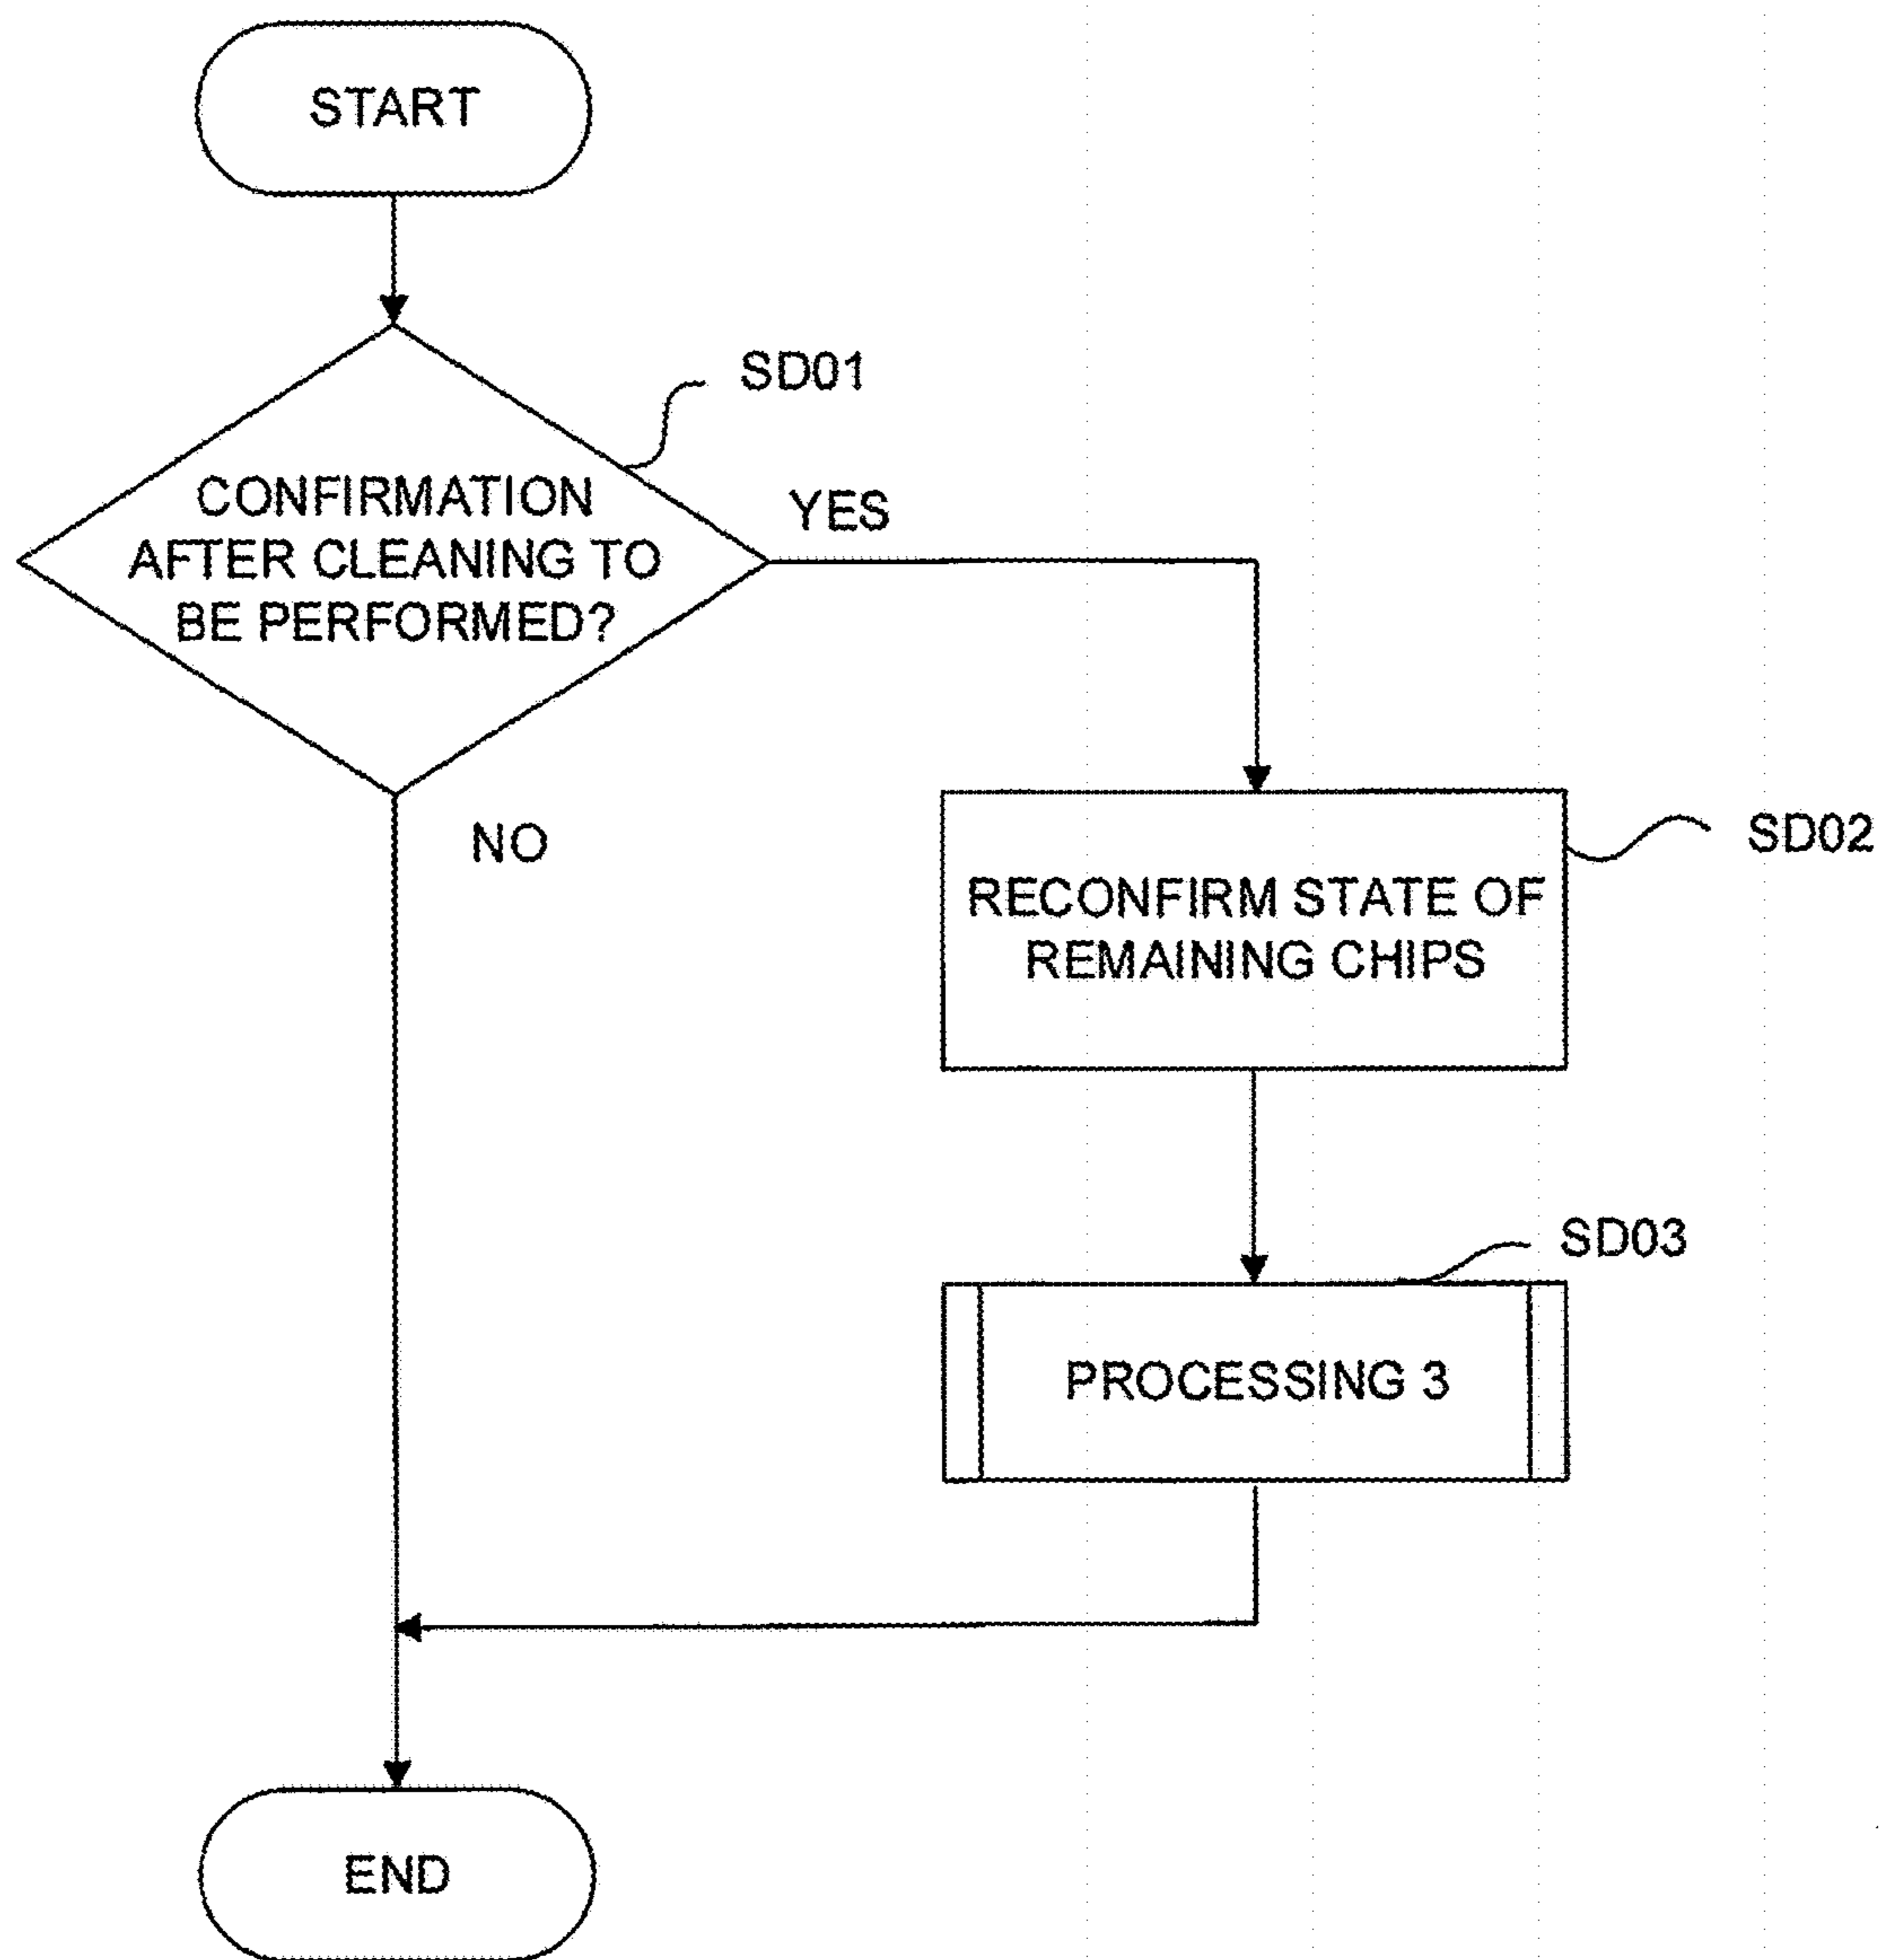 START
SD01
CONFIRMATION
AFTER CLEANING TO
BE PERFORMED?
YES
NO
SD02
RECONFIRM STATE OF
REMAINING CHIPS
SD03
PROCESSING 3
END